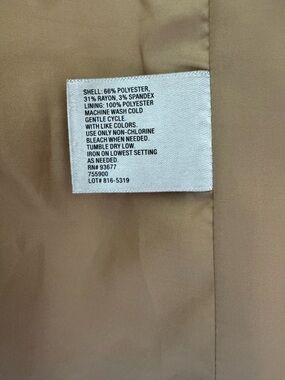 SHELL: 66% POLYESTER,
31% RAYON, 3% SPANDEX
LINING: 100% POLYESTER
MACHINE WASH COLD
GENTLE CYCLE.
WITH LIKE COLORS.
USE ONLY NON-CHLORINE
BLEACH WHEN NEEDED.
TUMBLE DRY LOW.
IRON ON LOWEST SETTING
AS NEEDED.
RN# 93677
755900
LOT# 816-5319